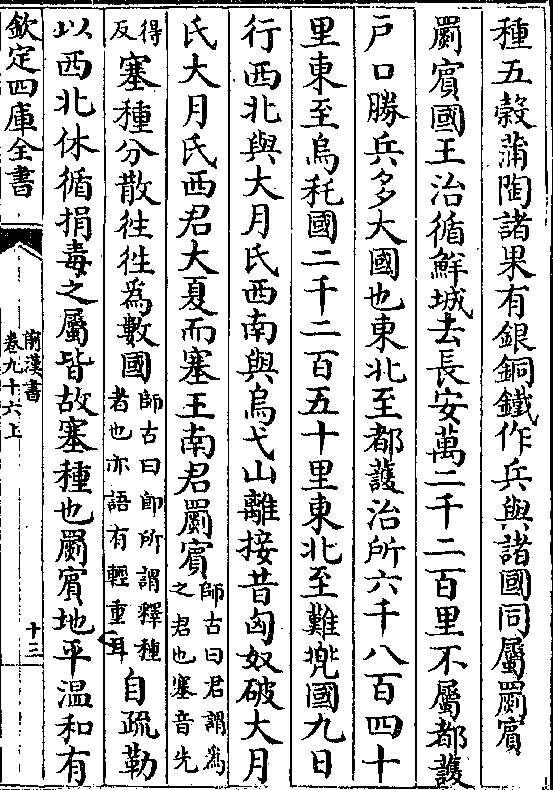 種五穀蒲陶諸果有銀銅鐵作兵與諸國同屬罽賓
罽賓國王治循鮮城去長安萬二千二百里不屬都護
戶口勝兵多大國也東北至都護治所六千八百四十
里東至烏秅國二千二百五十里東北至難兜國九日
行西北與大月氏西南與烏弋山離接昔匈奴破大月
氏大月氏西君大夏而塞王南君罽賓師古曰君謂為
之君也塞音先
得
反塞種分散徃徃為數國師古曰即所謂釋種
者也亦語有輕重耳自疏勒
以西北休循捐毒之屬皆故塞種也罽賓地平溫和有
欽定四庫全書
前漢書
卷九十六上
十三